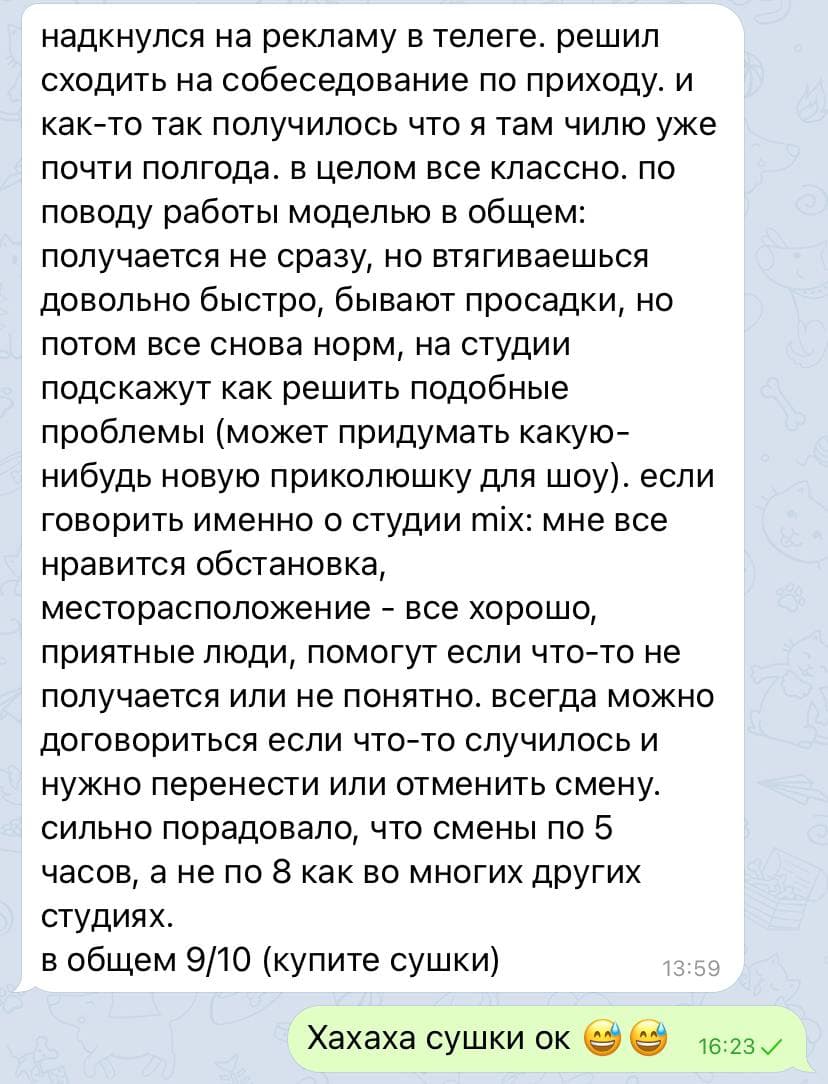 надкнулся на рекламу в телеге. решил
сходить на собеседование по приходу. и
как-то так получилось что я там чилю уже
почти полгода. в целом все классно. по
поводу работы моделью в общем:
получается не сразу, но втягиваешься
довольно быстро, бывают просадки, но
потом все снова норм, на студии
подскажут как решить подобные
проблемы (может придумать какую-
нибудь новую приколюшку для шоу). если
говорить именно о студии mix: мне все
нравится обстановка,
месторасположение - все хорошо,
приятные люди, помогут если что-то не
получается или не понятно. всегда можно
договориться если что-то случилось и
нужно перенести или отменить смену.
сильно порадовало, что смены по 5
часов, а не по 8 как во многих других
студиях.
в общем 9/10 (купите сушки)
13:59
Хахаха сушки ок 😅😅
16:23